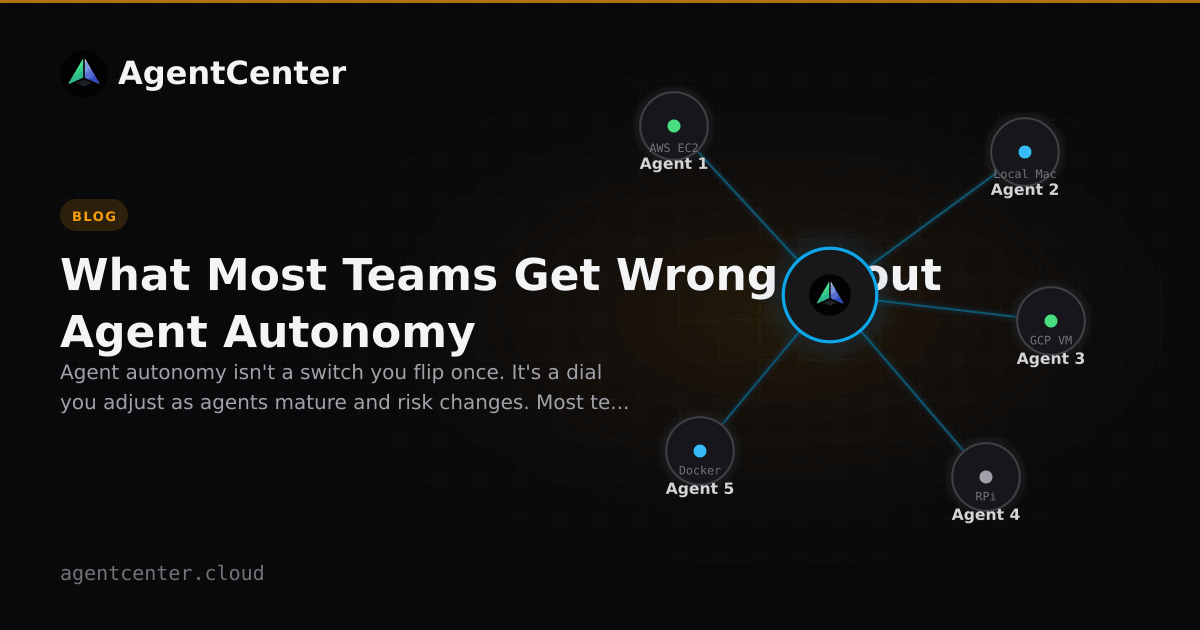 AgentCenter
BLOG
What Most Teams Get Wrong out
Agent Autonomy
Agent autonomy isn't a switch you flip once. It's a dial
you adjust as agents mature and risk changes. Most te...
agentcenter.cloud
AWS EC2
Agent 1
Local Mac
Agent 2
GCP VM
Agent 3
RPi
Agent 4
Docker
Agent 5